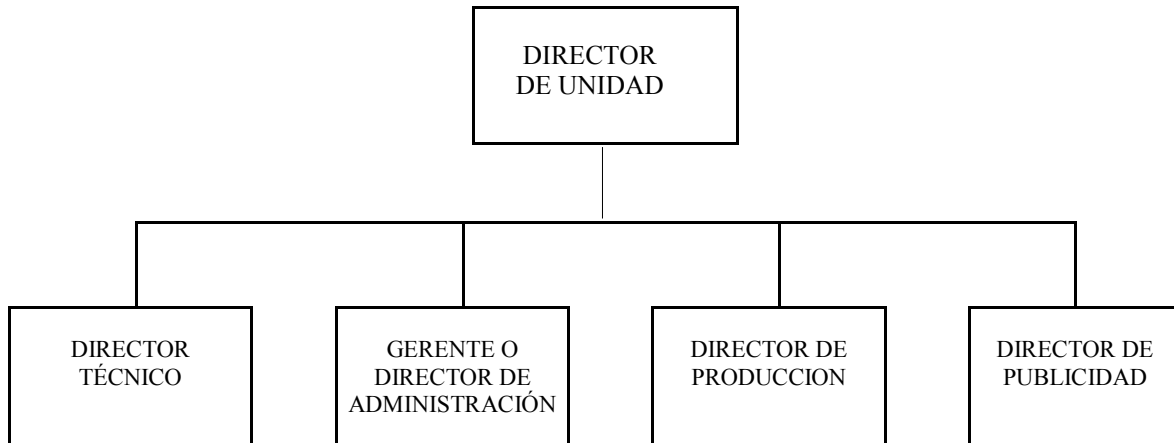 DIRECTOR
DE UNIDAD
DIRECTOR
TÉCNICO
GERENTE O
DIRECTOR DE
ADMINISTRACIÓN
DIRECTOR DE
PRODUCCION
DIRECTOR DE
PUBLICIDAD